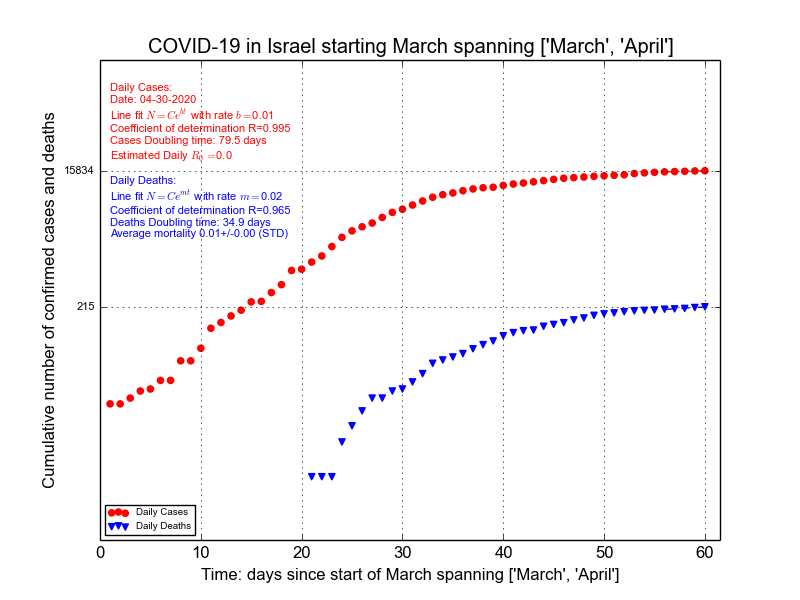 COVID-19 in Israel starting March spanning ['March', 'April']
Daily Cases:
Date: 04-30-2020
Line fit N = Ce^{bt} with rate b =0.01
Coefficient of determination R=0.995
Cases Doubling time: 79.5 days
Estimated Daily R_0 =0.0
15834
Daily Deaths:
Line fit N = Ce^{mt} with rate m =0.02
Coefficient of determination R=0.965
Deaths Doubling time: 34.9 days
Average mortality 0.01+/-0.00 (STD)
215
Cumulative number of confirmed cases and deaths
Daily Cases
Daily Deaths
0 10 20 30 40 50 60
Time: days since start of March spanning ['March', 'April']